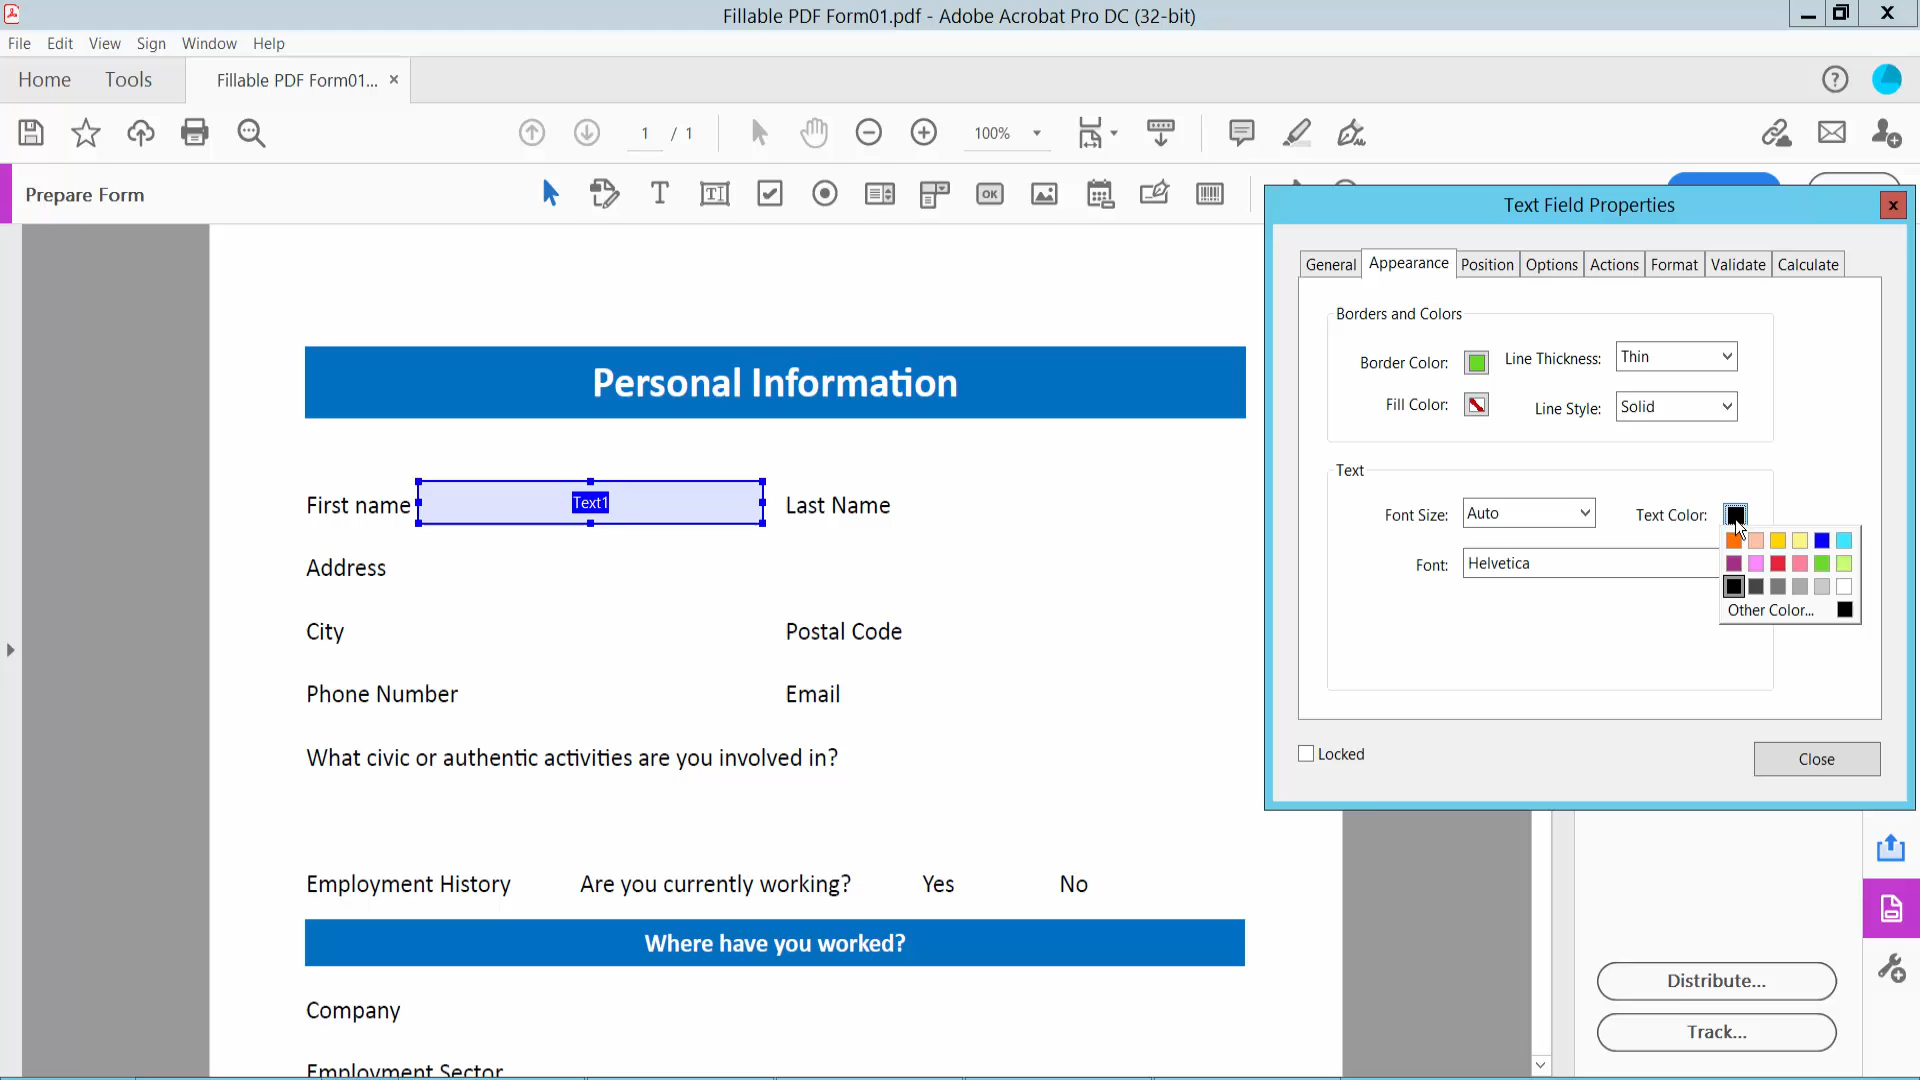 Fillable PDF Form01.pdf - Adobe Acrobat Pro DC (32-bit)
File Edit View Sign Window Help
Home Tools Fillable PDF Form01... ×
1 / 1 100%
Prepare Form
T
T
OK
Text Field Properties
x
General Appearance Position Options Actions Format Validate Calculate
Borders and Colors
Border Color: Line Thickness: Thin
Fill Color: Line Style: Solid
Text
Font Size: Auto Text Color:
Font: Helvetica
Other Color...
Locked
Close
Personal Information
First name Text1 Last Name
Address
City Postal Code
Phone Number Email
What civic or authentic activities are you involved in?
Employment History Are you currently working? Yes No
Where have you worked?
Company
Employment Sector
Distribute...
Track...